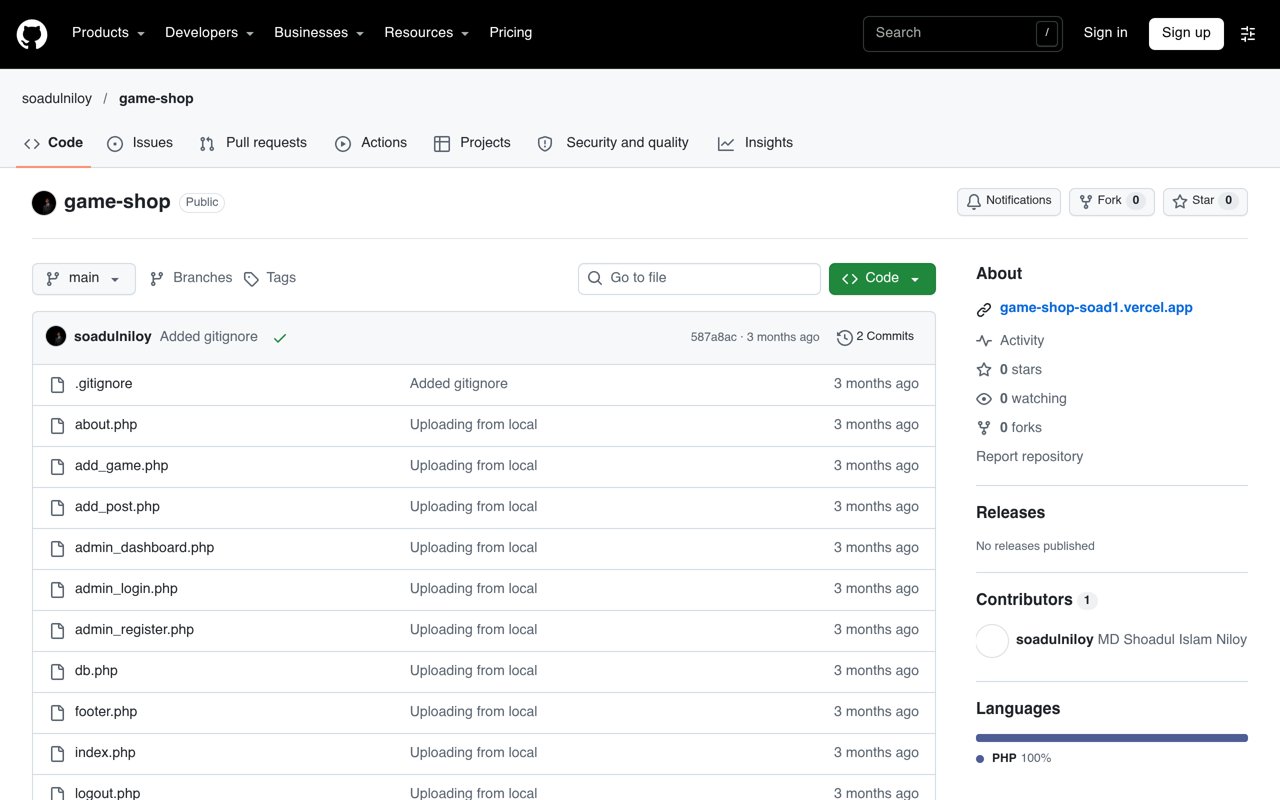 Products Developers Businesses Resources Pricing Search / Sign in Sign up
soadulniloy / game-shop
Code Issues Pull requests Actions Projects Security and quality Insights
game-shop Public Notifications Fork 0 Star 0
main Branches Tags Go to file Code
soadulniloy Added gitignore 587a8ac · 3 months ago 2 Commits
.gitignore Added gitignore 3 months ago
about.php Uploading from local 3 months ago
add_game.php Uploading from local 3 months ago
add_post.php Uploading from local 3 months ago
admin_dashboard.php Uploading from local 3 months ago
admin_login.php Uploading from local 3 months ago
admin_register.php Uploading from local 3 months ago
db.php Uploading from local 3 months ago
footer.php Uploading from local 3 months ago
index.php Uploading from local 3 months ago
logout.php Uploading from local 3 months ago
About
game-shop-soad1.vercel.app
Activity
0 stars
0 watching
0 forks
Report repository
Releases
No releases published
Contributors 1
soadulniloy MD Shoadul Islam Niloy
Languages
PHP 100%